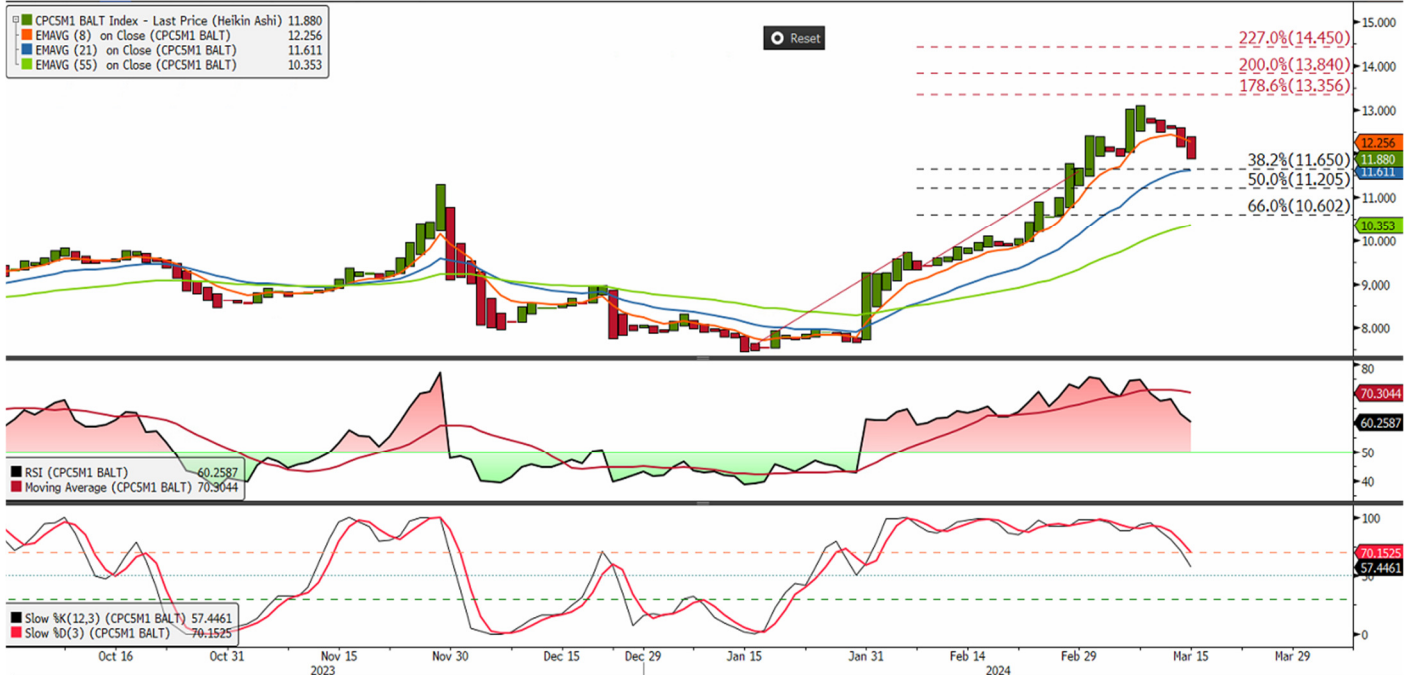 CPC5M1 BALT Index - Last Price (Heikin Ashi) 11.880
EMAVG (8) on Close (CPC5M1 BALT) 12.256
EMAVG (21) on Close (CPC5M1 BALT) 11.611
EMAVG (55) on Close (CPC5M1 BALT) 10.353
Reset
227.0%(14.450)
200.0%(13.840)
178.6%(13.356)
38.2%(11.650)
50.0%(11.205)
66.0%(10.602)
15.000
14.000
13.000
12.256
11.880
11.611
11.000
10.353
10.000
9.000
8.000
80
70.3044
60.2587
50
40
RSI (CPC5M1 BALT) 60.2587
Moving Average (CPC5M1 BALT) 70.3044
100
70.1525
57.4461
50
0
Slow %K(12,3) (CPC5M1 BALT) 57.4461
Slow %D(3) (CPC5M1 BALT) 70.1525
Oct 16 Oct 31 Nov 15 Nov 30 Dec 15 Dec 29 Jan 15 Jan 31 Feb 14 Feb 29 Mar 15 Mar 29
2023 2024